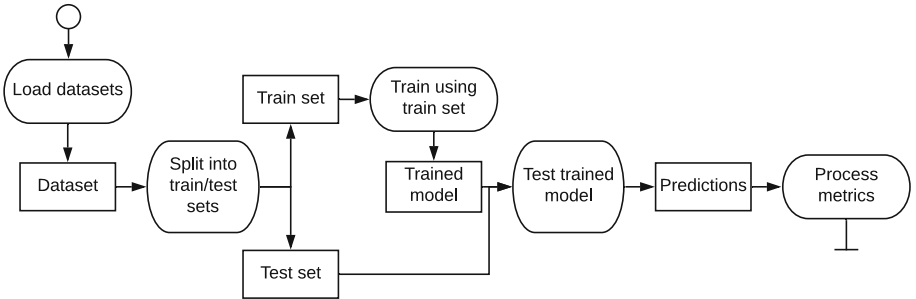 Load datasets
Dataset
Split into
train/test
sets
Train set
Test set
Train using
train set
Trained
model
Test trained
model
Predictions
Process
metrics